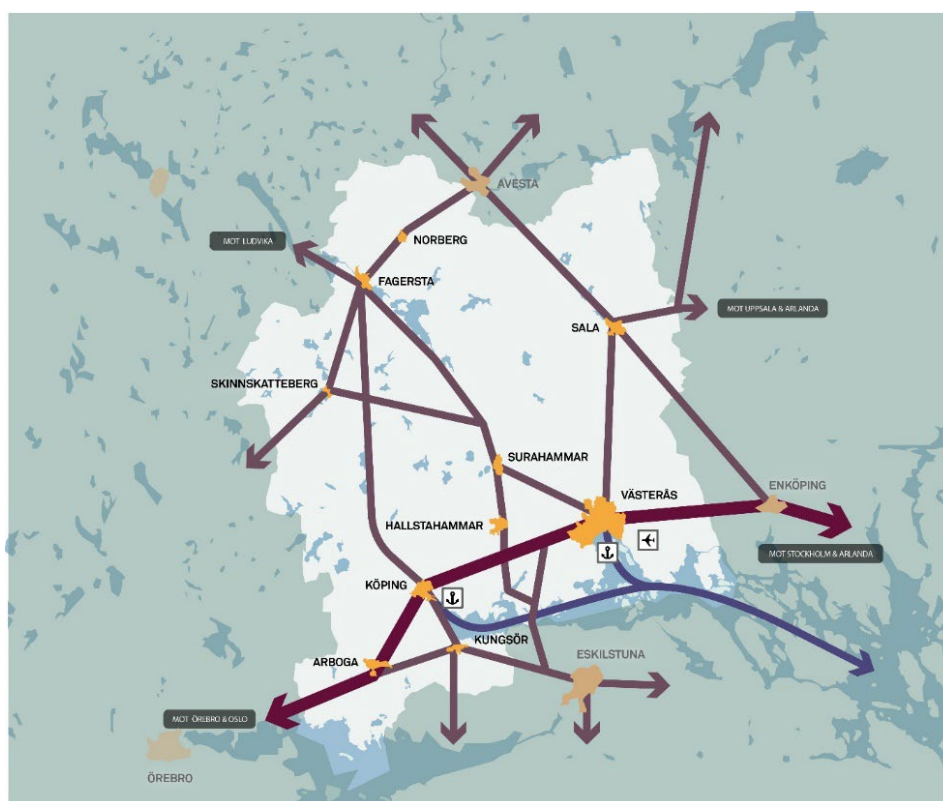 AVESTA
NORBERG
MOT LUDVIKA
FAGERSTA
MOT UPPSALA & ARLANDA
SALA
SKINNSKATTEBERG
SURAHAMMAR
ENKÖPING
VÄSTERÅS
HALLSTAHAMMAR
MOT STOCKHOLM & ARLANDA
KÖPING
KUNGSÖR
ESKILSTUNA
ARBOGA
MOT ÖREBRO & OSLO
ÖREBRO